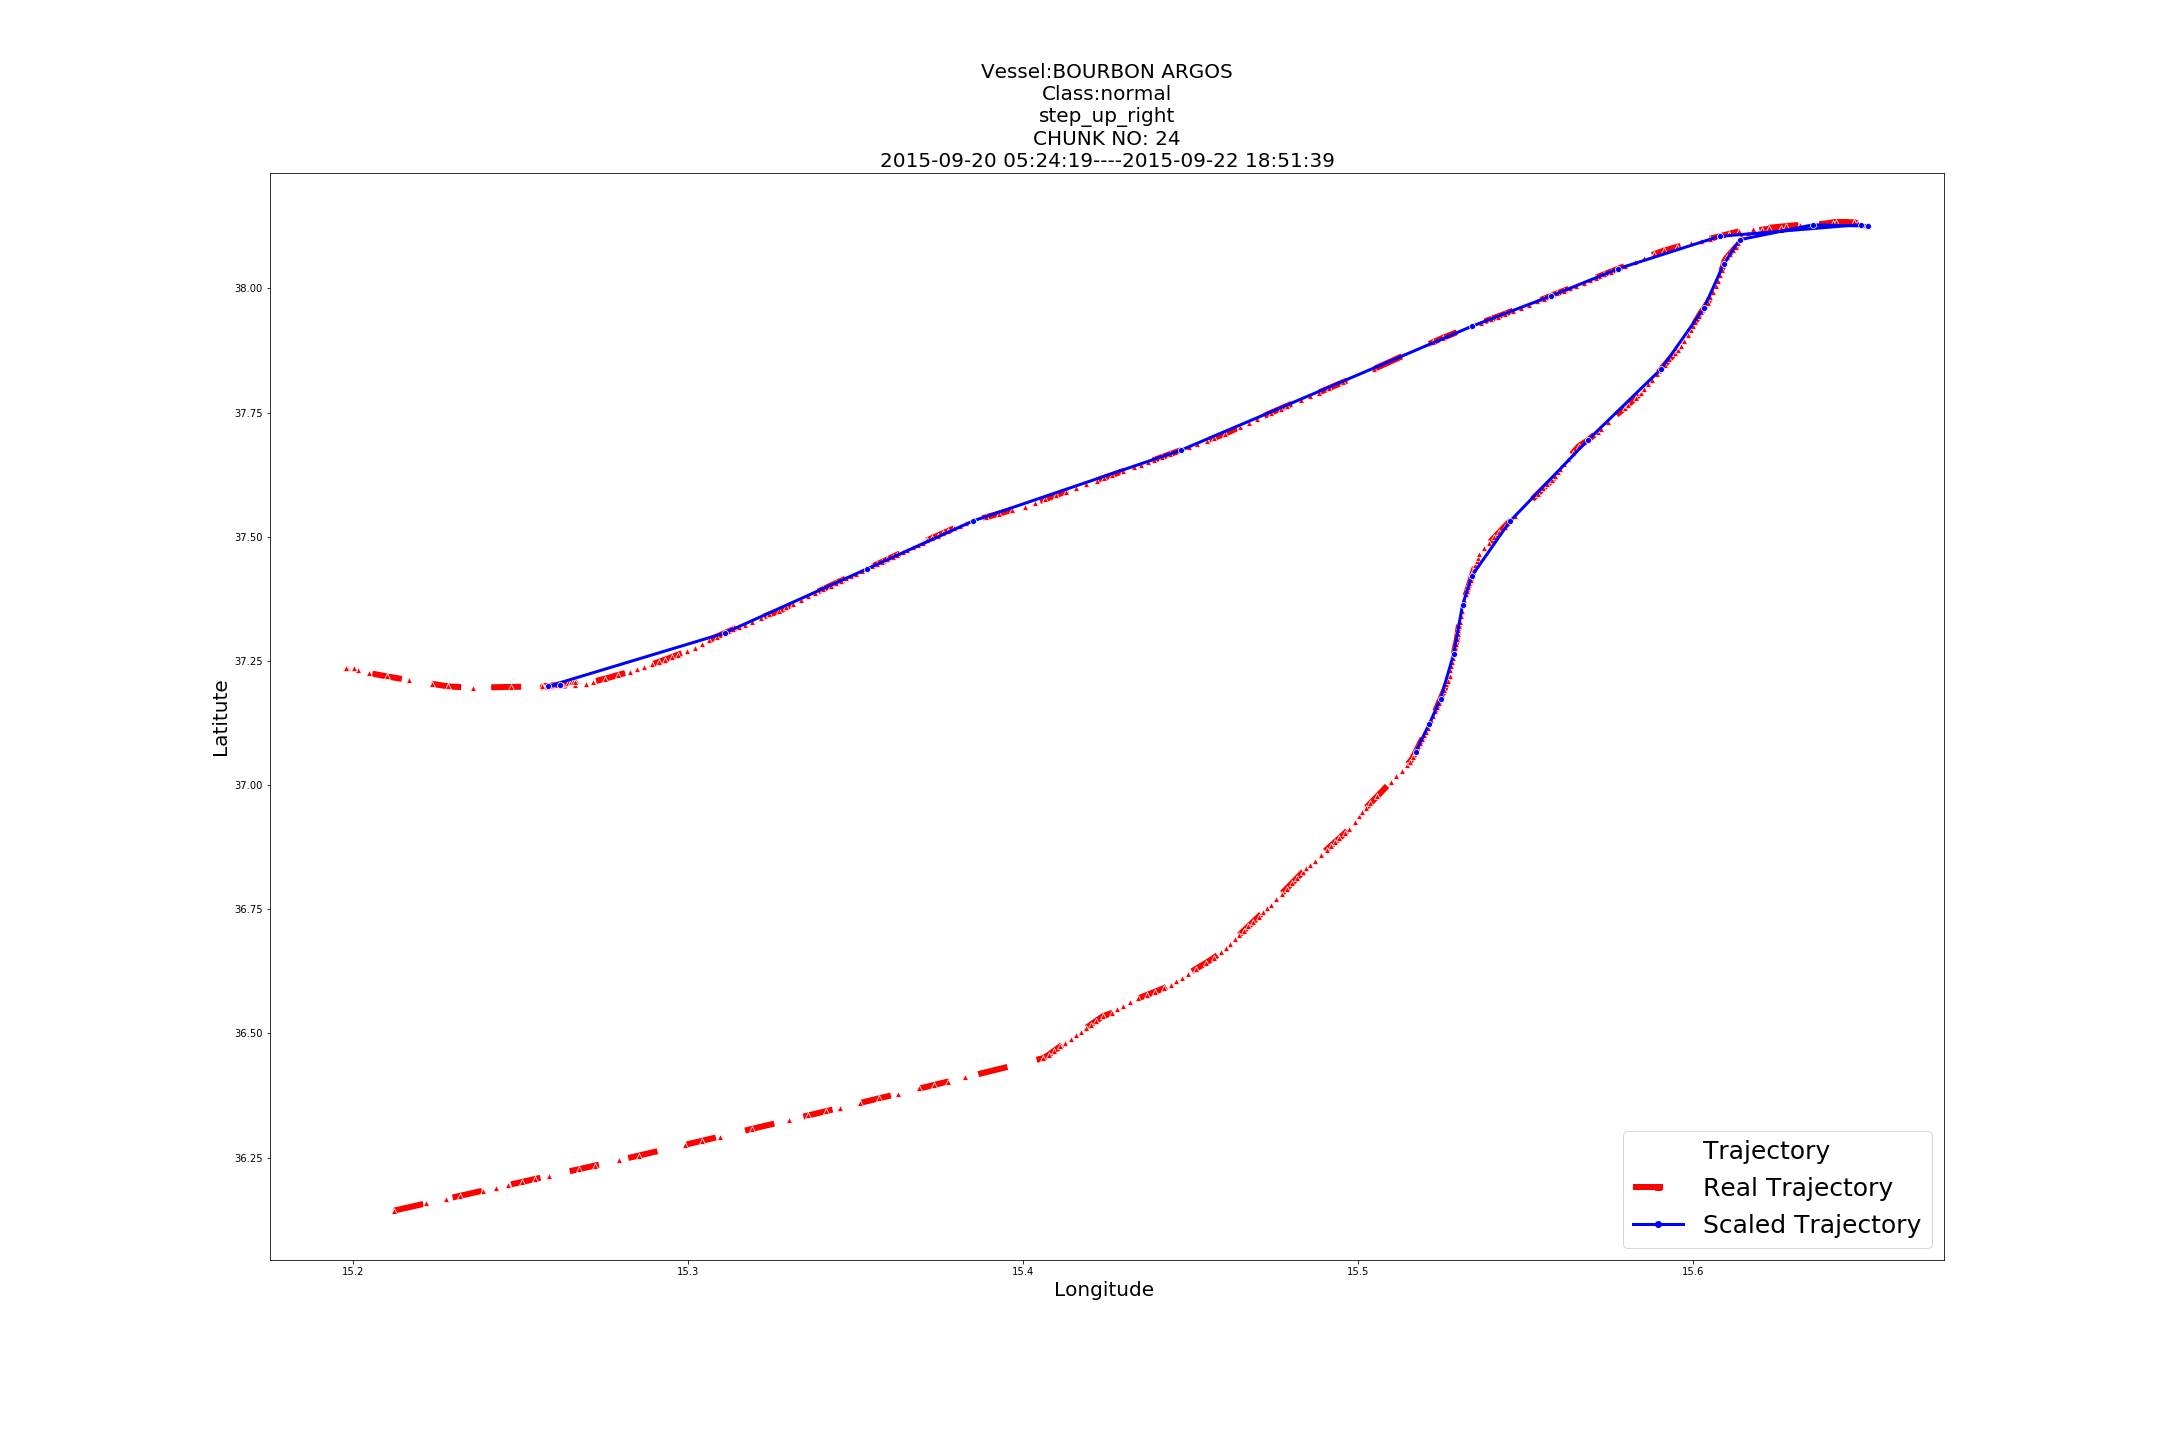 Vessel:BOURBON ARGOS
Class:normal
step_up_right
CHUNK NO: 24
2015-09-20 05:24:19----2015-09-22 18:51:39
Latitute
38.00
37.75
37.50
37.25
37.00
36.75
36.50
36.25
15.2
15.3
15.4
15.5
15.6
Longitude
Trajectory
Real Trajectory
Scaled Trajectory